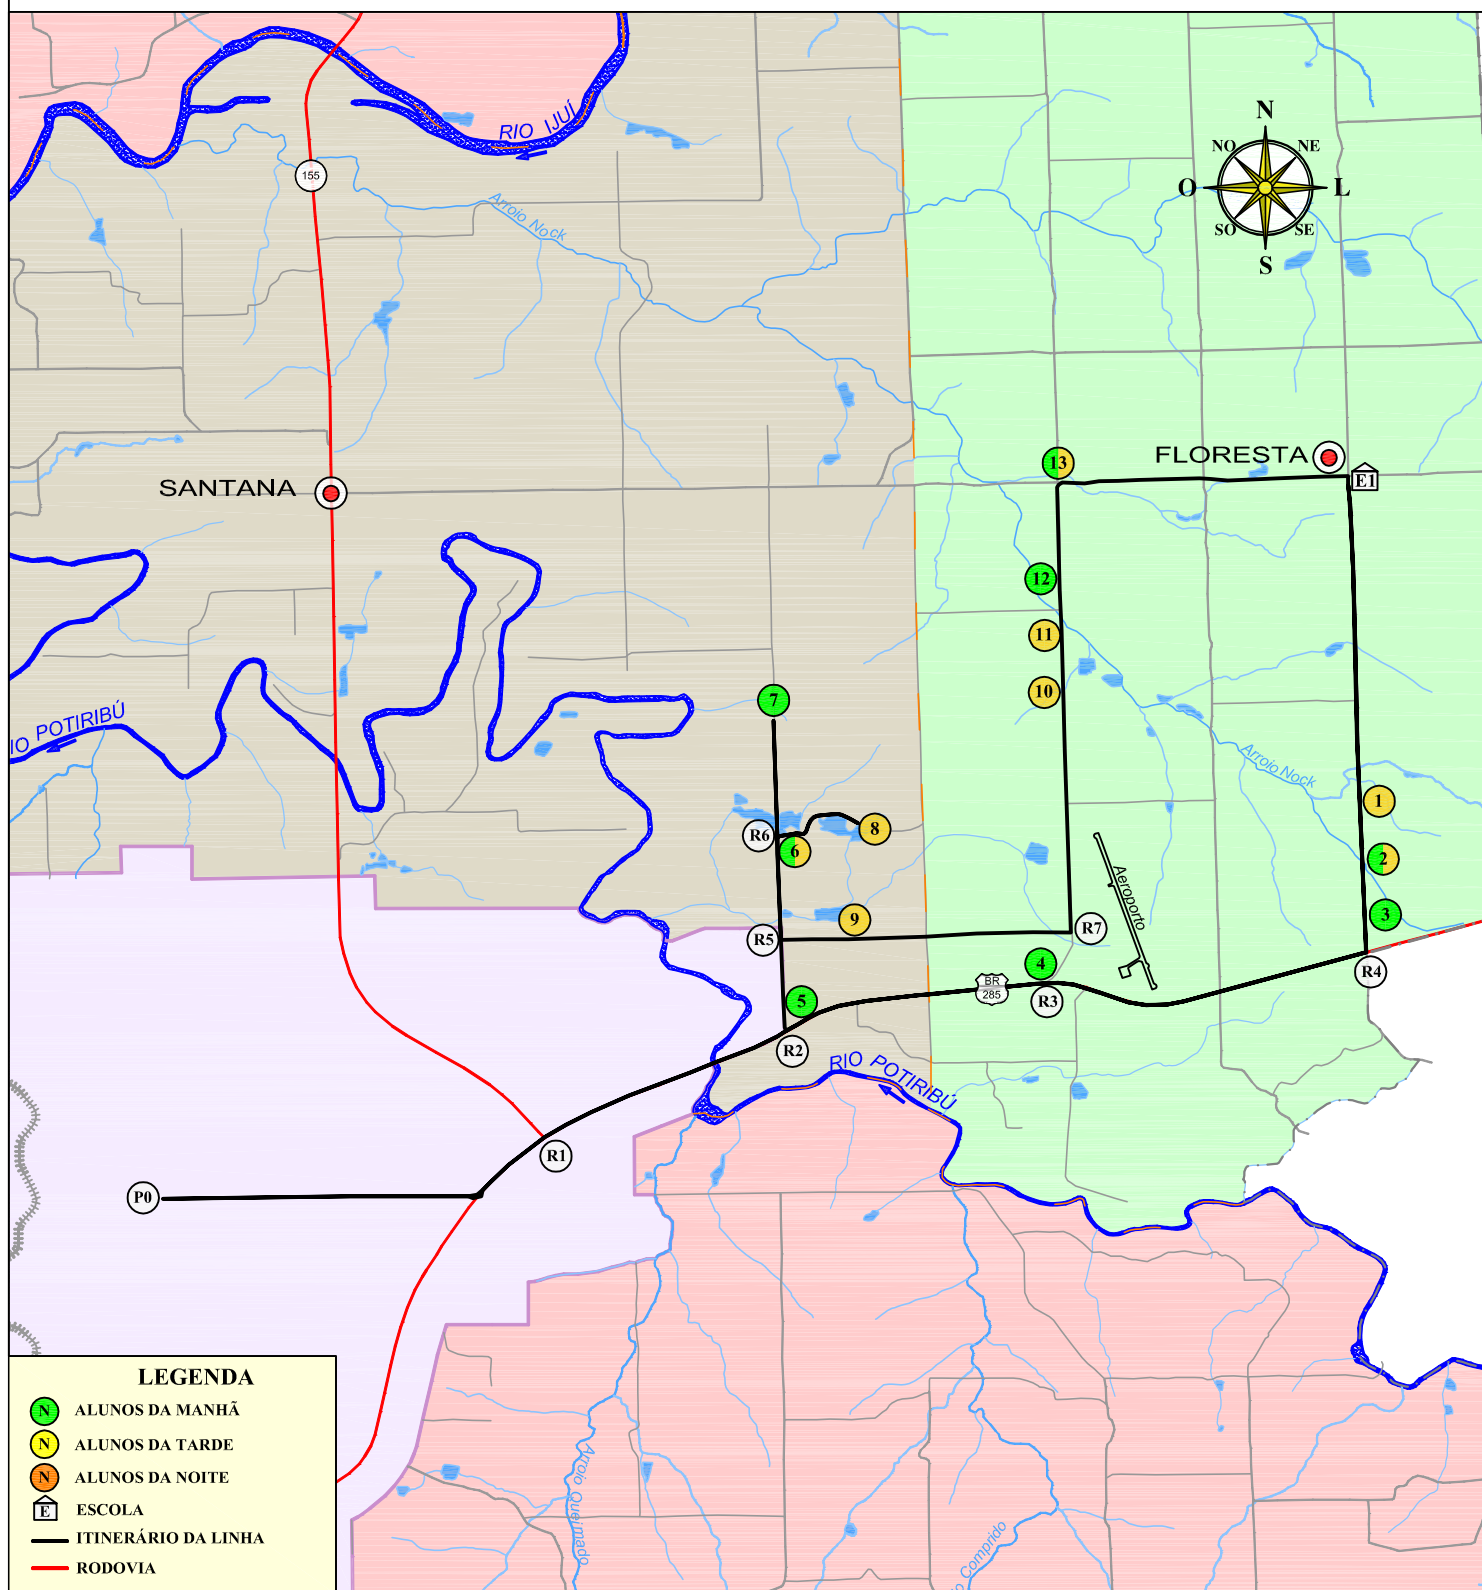 N
NO
NE
O
L
SO
SE
S
RIO IJUÍ
155
Arroio Nock
13
FLORESTA
E1
SANTANA
12
11
10
7
IO POTIRIBÚ
Arroio Nock
1
R6
8
6
2
Aeroporto
9
3
R5
R7
4
R4
BR
285
R3
5
R2
RIO POTIRIBÚ
R1
P0
LEGENDA
N ALUNOS DA MANHÃ
N ALUNOS DA TARDE
N ALUNOS DA NOITE
E ESCOLA
ITINERÁRIO DA LINHA
RODOVIA
Arroio Queimado
o Comprido